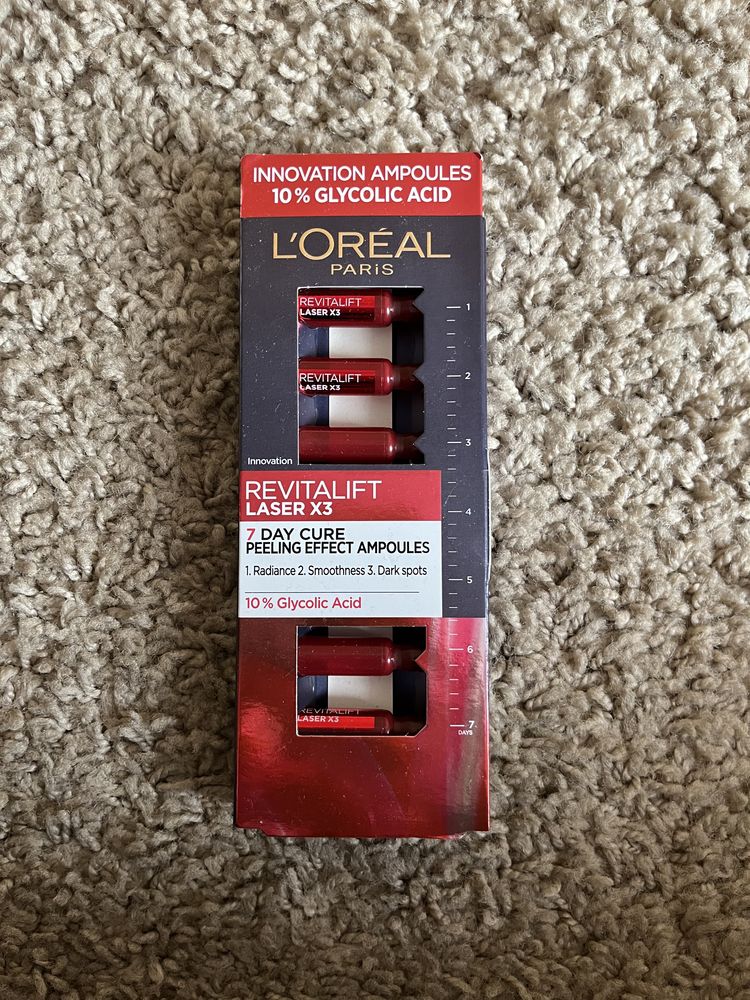 INNOVATION AMPOULES
10 % GLYCOLIC ACID
L'ORÉAL
PARIS
REVITALIFT
LASER X3
1
REVITALIFT
LASER X3
2
3
Innovation
REVITALIFT
LASER X3
4
7 DAY CURE
PEELING EFFECT AMPOULES
1. Radiance 2. Smoothness 3. Dark spots
5
10 % Glycolic Acid
6
REVITALIFT
LASER X3
7
DAYS